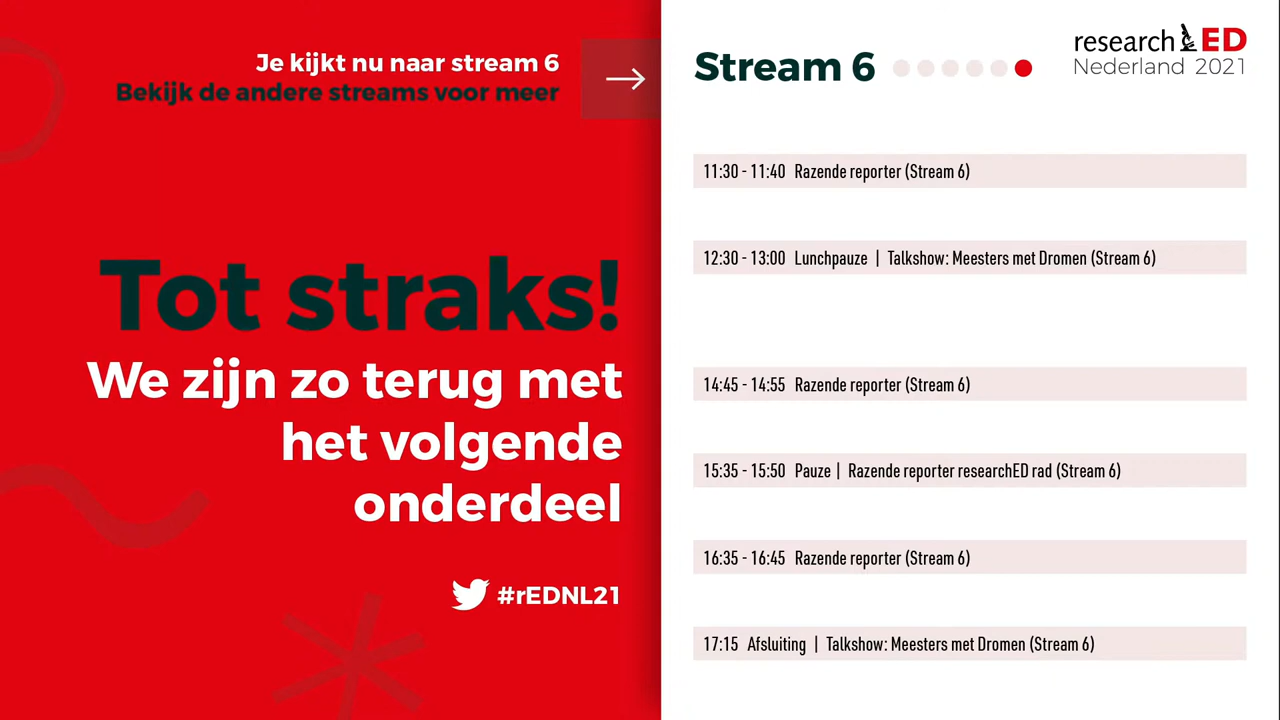 Je kijkt nu naar stream 6
Bekijk de andere streams voor meer
Tot straks!
We zijn zo terug met
het volgende
onderdeel
#rEDNL21
Stream 6
researchED
Nederland 2021
11:30 - 11:40 Razende reporter (Stream 6)
12:30 - 13:00 Lunchpauze | Talkshow: Meesters met Dromen (Stream 6)
14:45 - 14:55 Razende reporter (Stream 6)
15:35 - 15:50 Pauze | Razende reporter researchED rad (Stream 6)
16:35 - 16:45 Razende reporter (Stream 6)
17:15 Afsluiting | Talkshow: Meesters met Dromen (Stream 6)